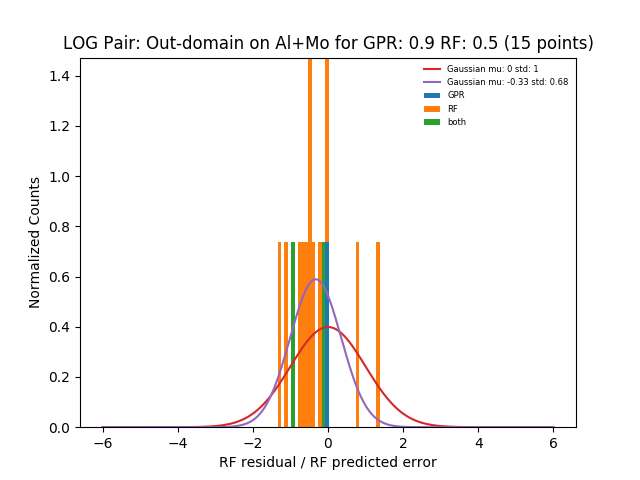 LOG Pair: Out-domain on Al+Mo for GPR: 0.9 RF: 0.5 (15 points)
Gaussian mu: 0 std: 1
Gaussian mu: -0.33 std: 0.68
GPR
RF
both
Normalized Counts
1.4
1.2
1.0
0.8
0.6
0.4
0.2
0.0
−6 −4 −2 0 2 4 6
RF residual / RF predicted error